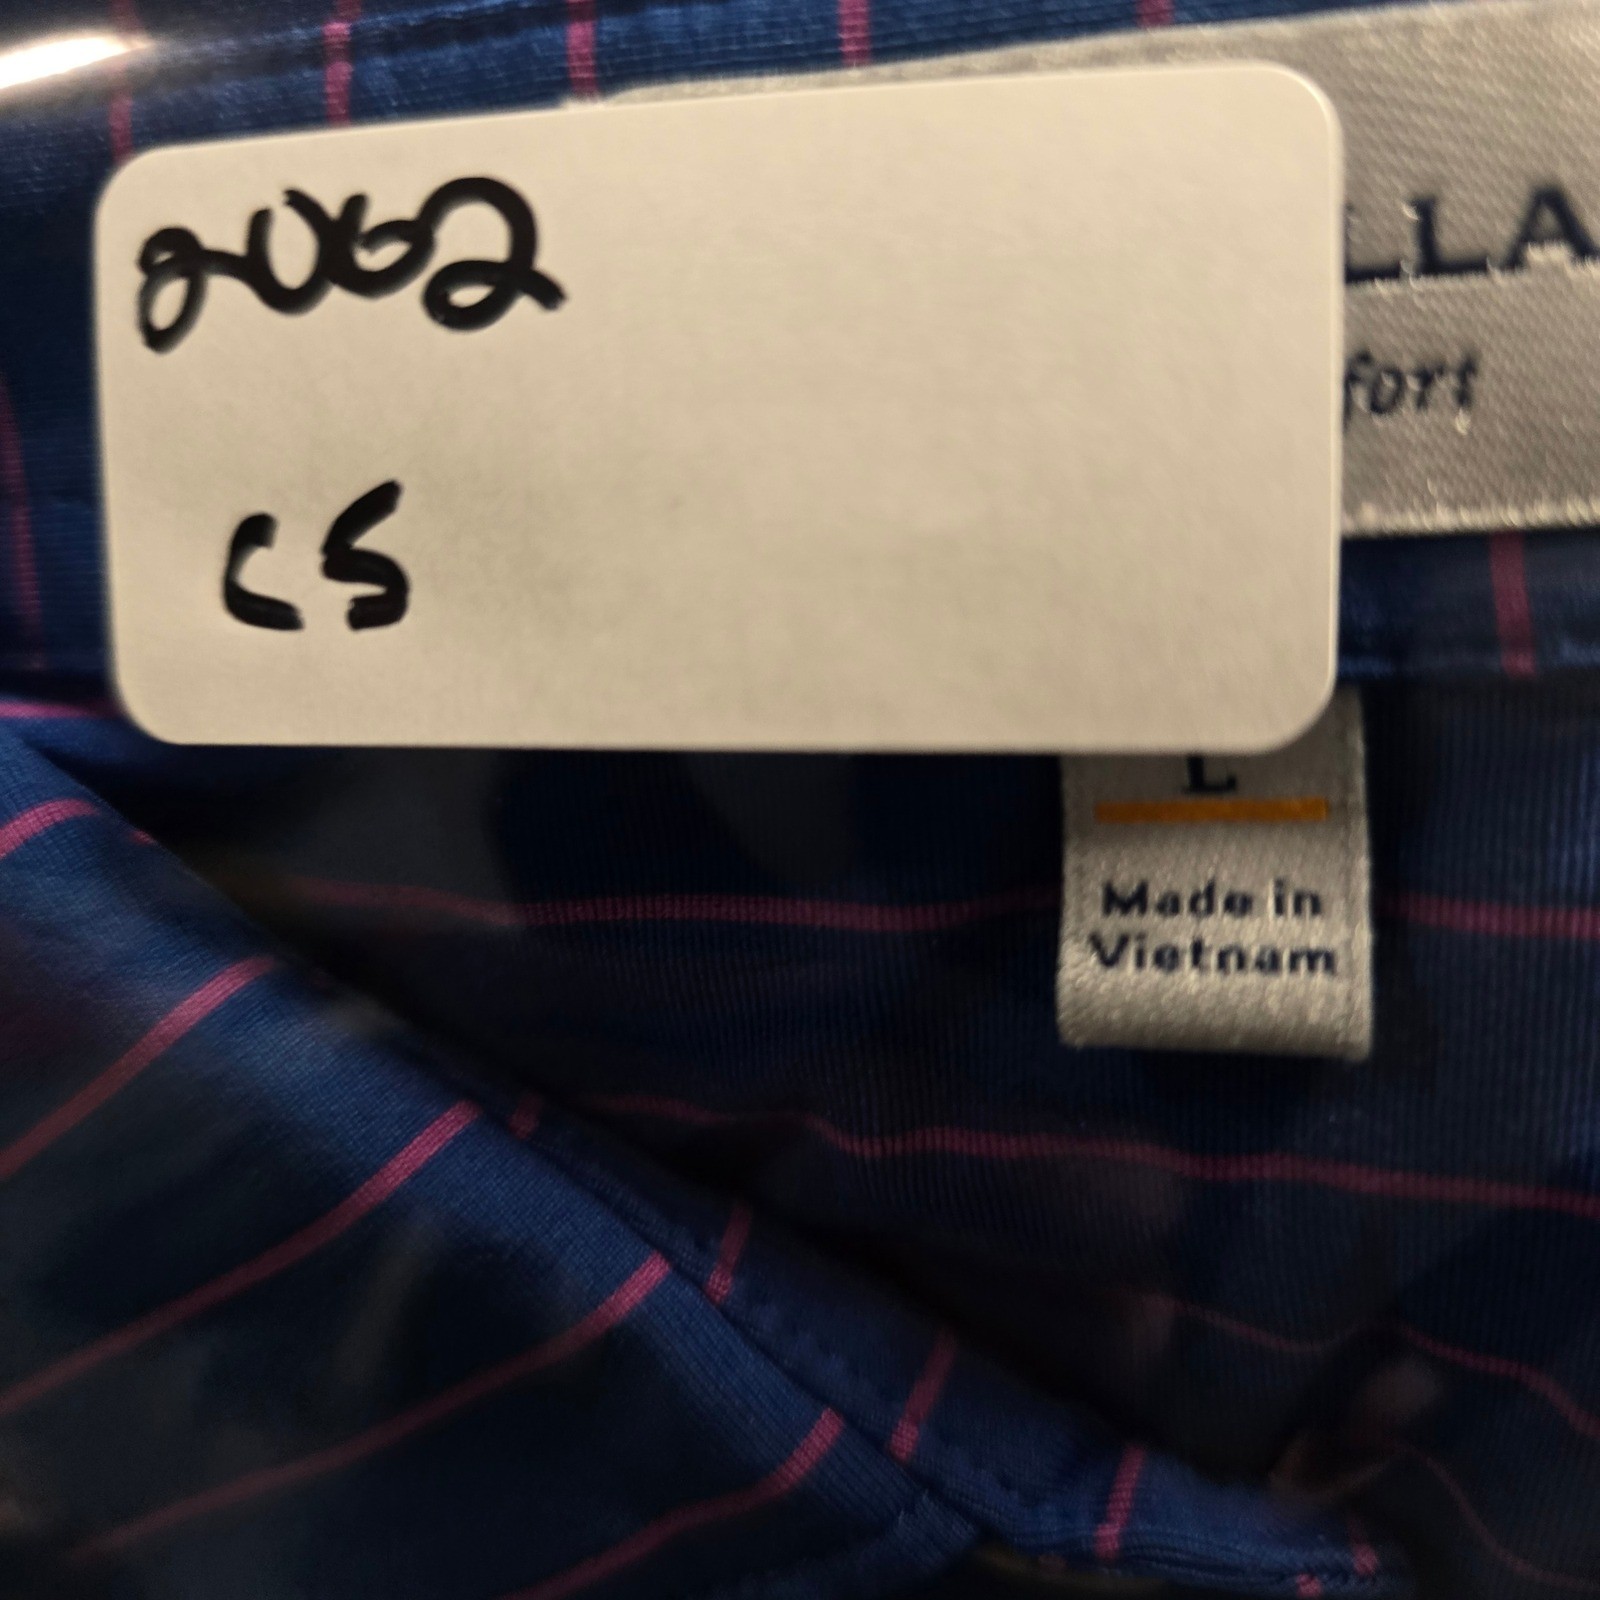 2062
CS
LLA
fort
L
Made in
Vietnam